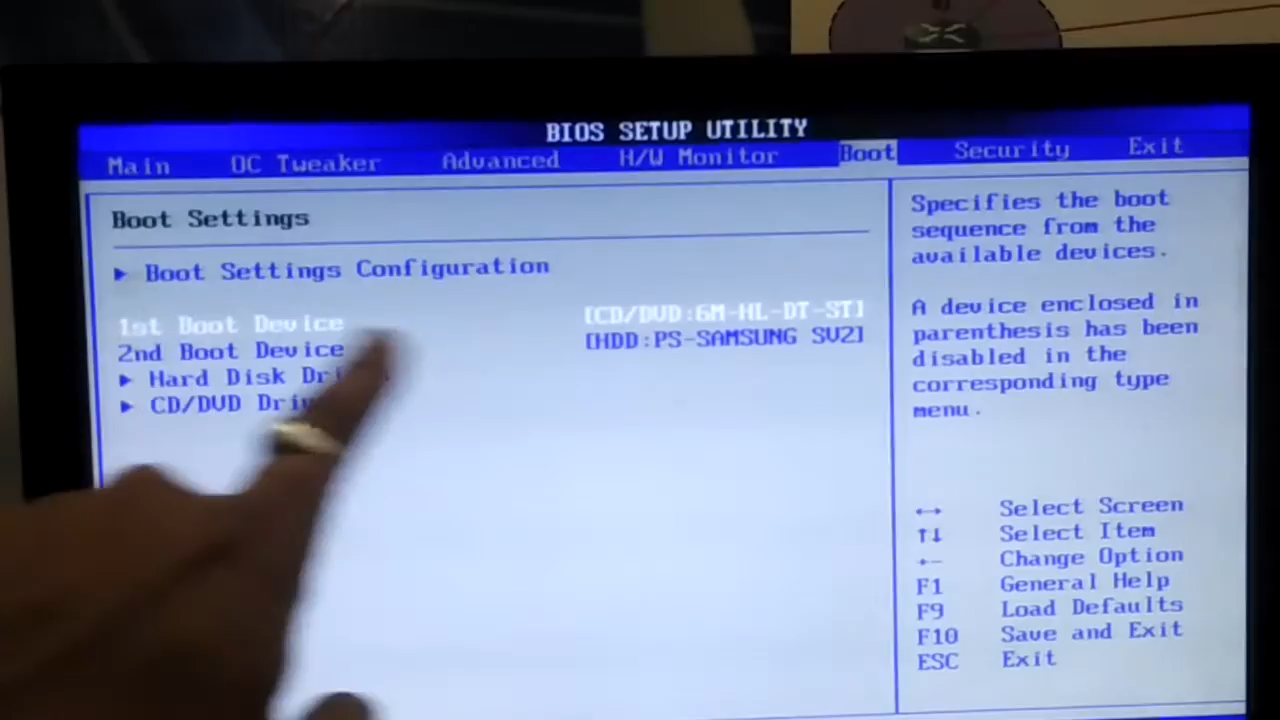 BIOS SETUP UTILITY
Main OC Tweaker Advanced H/W Monitor Boot Security Exit
Boot Settings
Boot Settings Configuration
1st Boot Device [CD/DVD:6M-HL-DT-ST]
2nd Boot Device [HDD:PS-SAMSUNG SV2]
Hard Disk
CD/DVD
Specifies the boot
sequence from the
available devices.
A device enclosed in
parenthesis has been
disabled in the
corresponding type
menu.
↔ Select Screen
↑↓ Select Item
+- Change Option
F1 General Help
F9 Load Defaults
F10 Save and Exit
ESC Exit